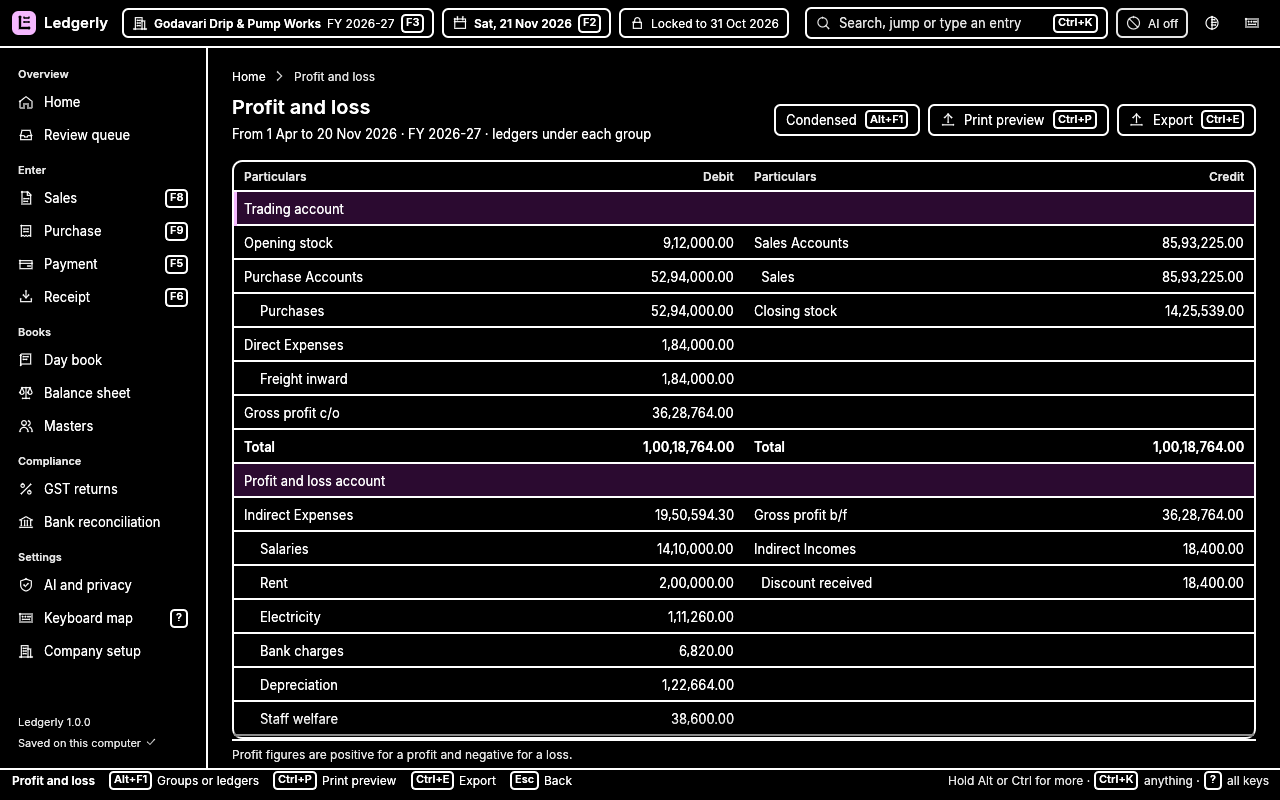 Ledgerly
Godavari Drip & Pump Works FY 2026-27 F3
Sat, 21 Nov 2026 F2
Locked to 31 Oct 2026
Search, jump or type an entry Ctrl+K
AI off
Overview
Home
Review queue
Enter
Sales F8
Purchase F9
Payment F5
Receipt F6
Books
Day book
Balance sheet
Masters
Compliance
GST returns
Bank reconciliation
Settings
AI and privacy
Keyboard map ?
Company setup
Ledgerly 1.0.0
Saved on this computer
Home Profit and loss
Profit and loss
From 1 Apr to 20 Nov 2026 · FY 2026-27 · ledgers under each group
Condensed Alt+F1
Print preview Ctrl+P
Export Ctrl+E
Particulars Debit Particulars Credit
Trading account
Opening stock 9,12,000.00 Sales Accounts 85,93,225.00
Purchase Accounts 52,94,000.00 Sales 85,93,225.00
Purchases 52,94,000.00 Closing stock 14,25,539.00
Direct Expenses 1,84,000.00
Freight inward 1,84,000.00
Gross profit c/o 36,28,764.00
Total 1,00,18,764.00 Total 1,00,18,764.00
Profit and loss account
Indirect Expenses 19,50,594.30 Gross profit b/f 36,28,764.00
Salaries 14,10,000.00 Indirect Incomes 18,400.00
Rent 2,00,000.00 Discount received 18,400.00
Electricity 1,11,260.00
Bank charges 6,820.00
Depreciation 1,22,664.00
Staff welfare 38,600.00
Profit figures are positive for a profit and negative for a loss.
Profit and loss Alt+F1 Groups or ledgers Ctrl+P Print preview Ctrl+E Export Esc Back
Hold Alt or Ctrl for more · Ctrl+K anything · ? all keys